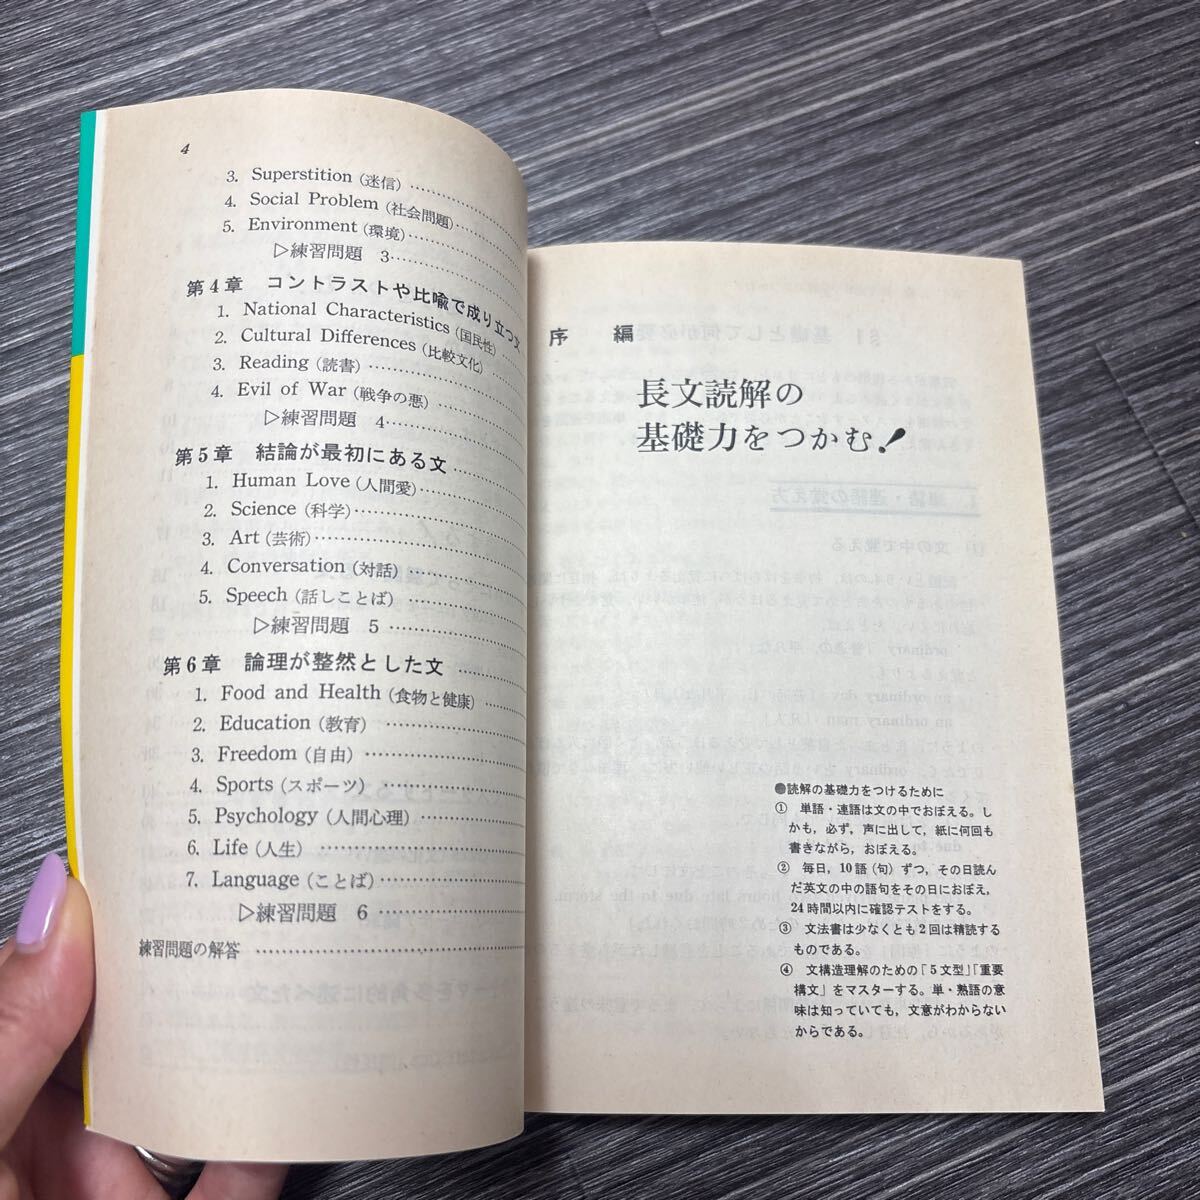 4
3. Superstition (迷信) ……………
4. Social Problem (社会問題) ……………
5. Environment (環境) ……………
▷練習問題 3 ……………
第4章 コントラストや比喩で成り立つ文
1. National Characteristics (国民性)
2. Cultural Differences (比較文化)
3. Reading (読書) ……………
4. Evil of War (戦争の悪) ……………
▷練習問題 4 ……………
第5章 結論が最初にある文 ……………
1. Human Love (人間愛) ……………
2. Science (科学) ……………
3. Art (芸術) ……………
4. Conversation (対話) ……………
5. Speech (話しことば) ……………
▷練習問題 5 ……………
第6章 論理が整然とした文 ……………
1. Food and Health (食物と健康) ……………
2. Education (教育) ……………
3. Freedom (自由) ……………
4. Sports (スポーツ) ……………
5. Psychology (人間心理) ……………
6. Life (人生) ……………
7. Language (ことば) ……………
▷練習問題 6 ……………
練習問題の解答 ……………
序 編
長文読解の
基礎力をつかむ!
●読解の基礎力をつけるために
① 単語・連語は文の中でおぼえる。し
かも,必ず,声に出して,紙に何回も
書きながら,おぼえる。
② 毎日,10語(句)ずつ,その日読ん
だ英文の中の語句をその日におぼえ,
24時間以内に確認テストをする。
③ 文法書は少なくとも2回は精読する
ものである。
④ 文構造理解のための「5文型」「重要
構文」をマスターする。単・熟語の意
味は知っていても,文意がわからない
からである。